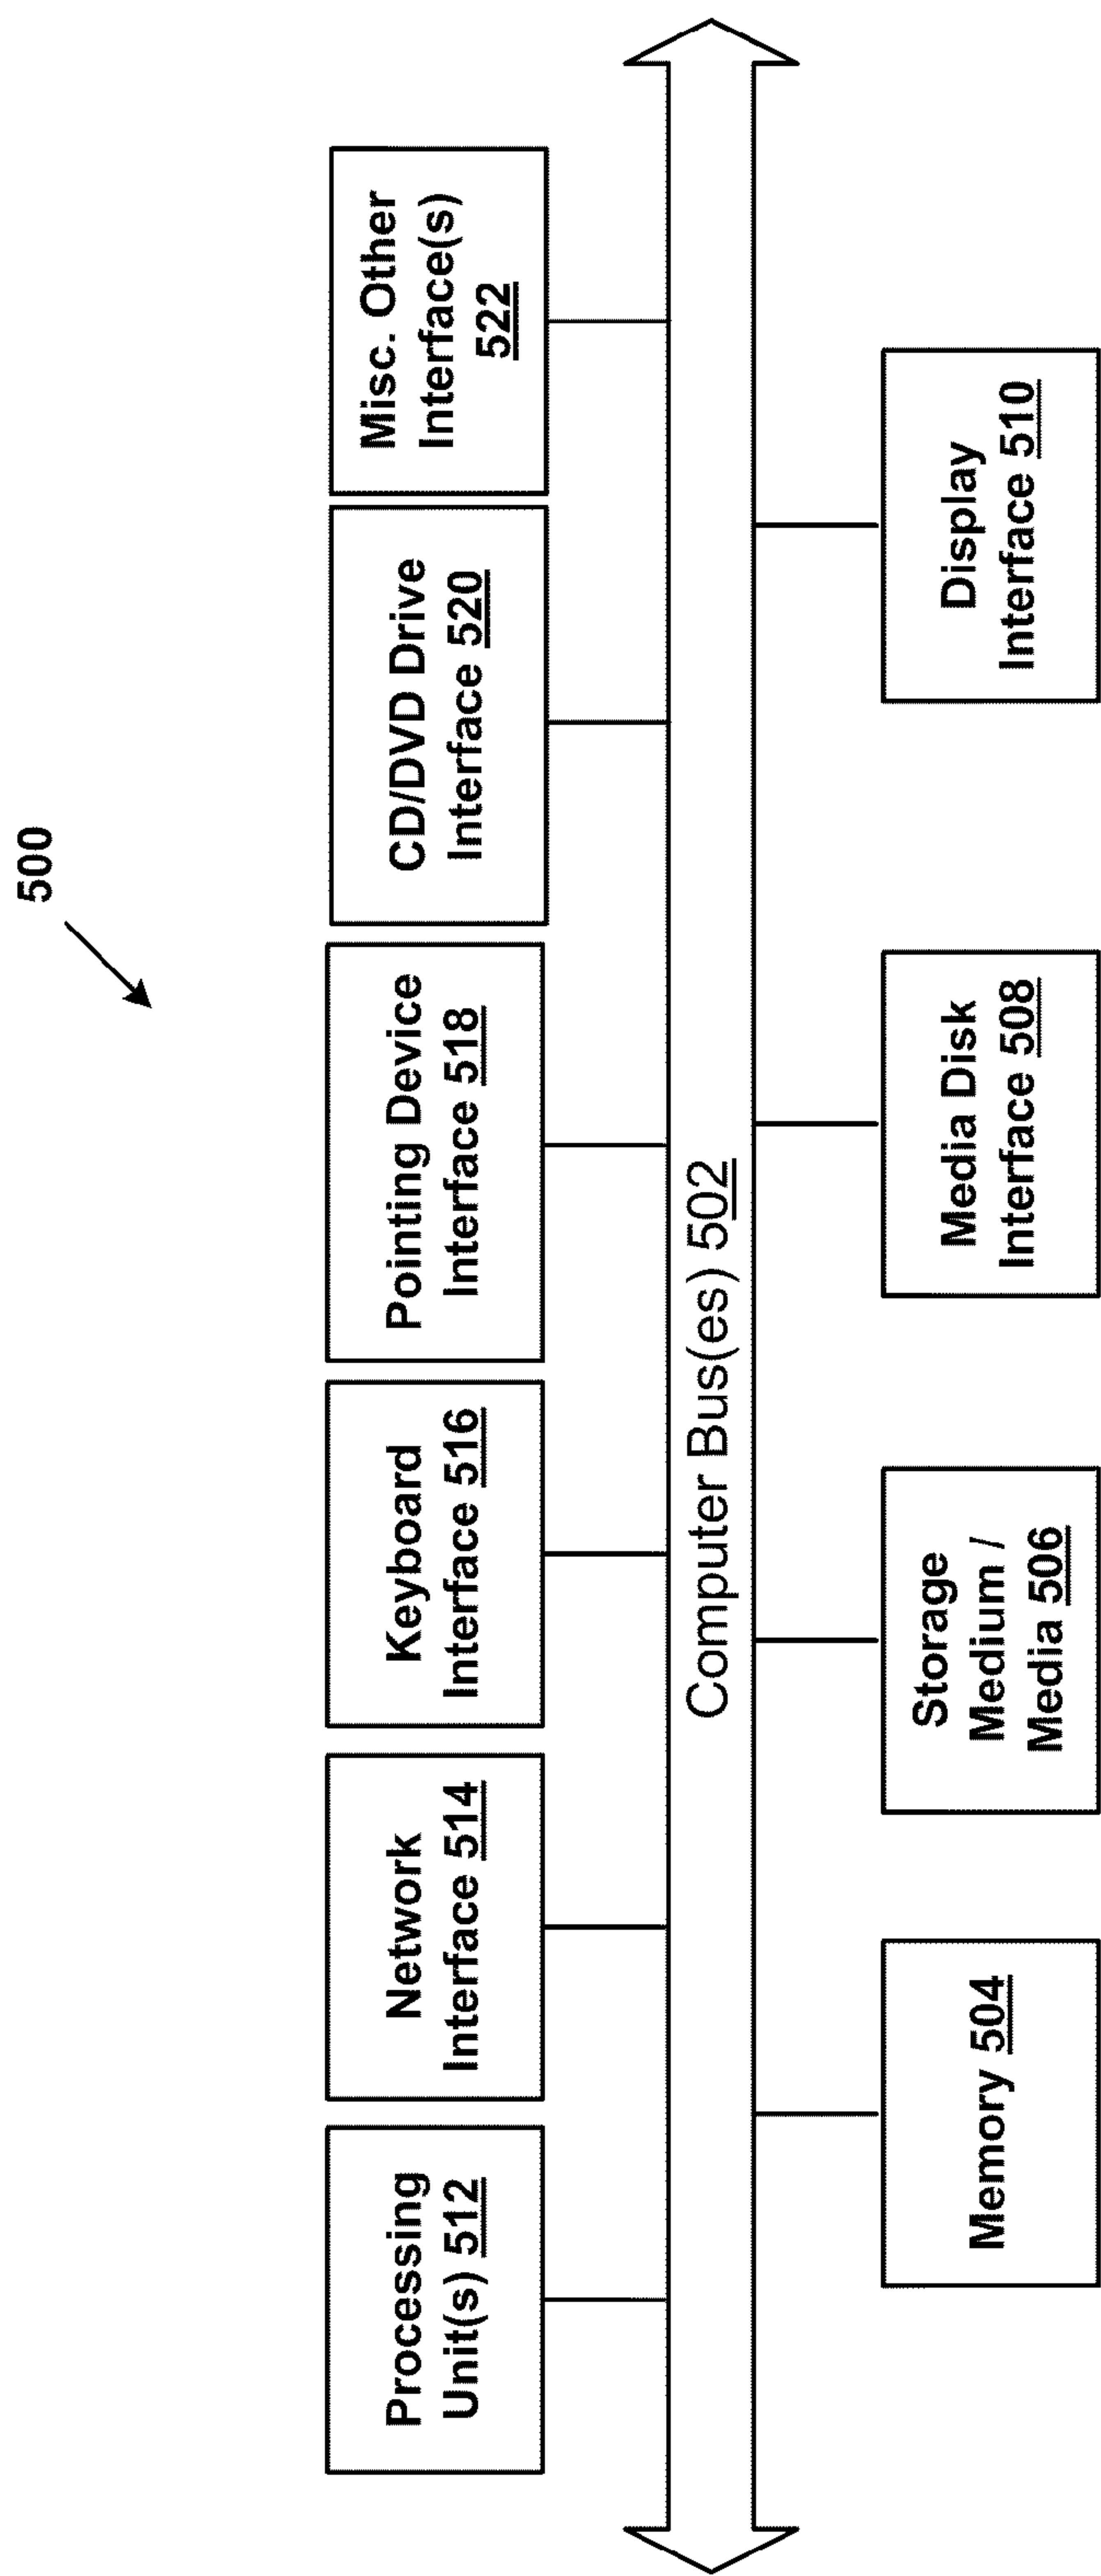 500
Processing
Unit(s) 512
Network
Interface 514
Keyboard
Interface 516
Pointing Device
Interface 518
CD/DVD Drive
Interface 520
Misc. Other
Interface(s)
522
Computer Bus(es) 502
Memory 504
Storage
Medium /
Media 506
Media Disk
Interface 508
Display
Interface 510